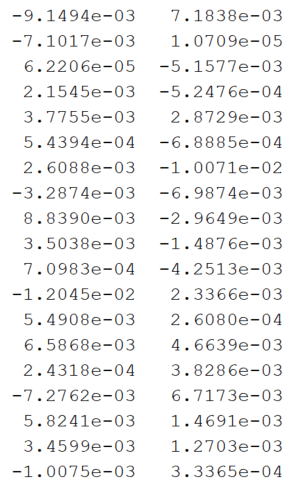 -9.1494e-03 7.1838e-03
-7.1017e-03 1.0709e-05
6.2206e-05 -5.1577e-03
2.1545e-03 -5.2476e-04
3.7755e-03 2.8729e-03
5.4394e-04 -6.8885e-04
2.6088e-03 -1.0071e-02
-3.2874e-03 -6.9874e-03
8.8390e-03 -2.9649e-03
3.5038e-03 -1.4876e-03
7.0983e-04 -4.2513e-03
-1.2045e-02 2.3366e-03
5.4908e-03 2.6080e-04
6.5868e-03 4.6639e-03
2.4318e-04 3.8286e-03
-7.2762e-03 6.7173e-03
5.8241e-03 1.4691e-03
3.4599e-03 1.2703e-03
-1.0075e-03 3.3365e-04